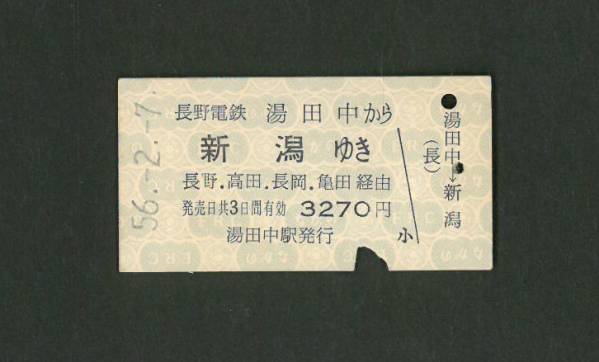 56.-2.-7.
長野電鉄 湯田中から
新潟ゆき
長野.高田.長岡.亀田経由
発売日共3日間有効 3270円
湯田中駅発行
小
湯田中→新潟
(長)